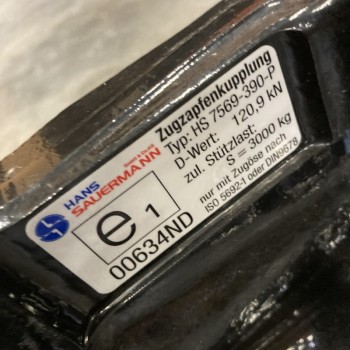 HANS
SAUERMANN
e 1
00634ND
Zugzapfenkupplung
Typ: HS 7569-390-P
D-Wert: 120,9 kN
zul. Stützlast:
S = 3000 kg
nur mit Zugöse nach
ISO 5692-1 oder DIN9678